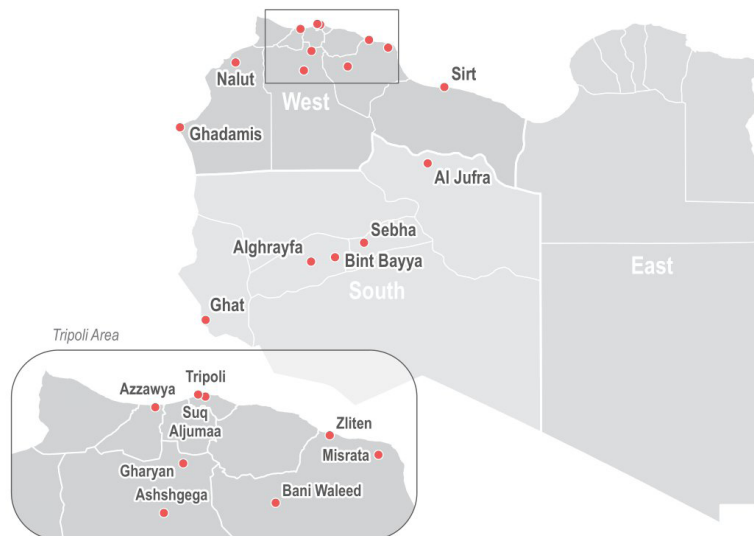 Nalut
West
Sirt
Ghadamis
Al Jufra
Sebha
Alghrayfa
Bint Bayya
East
South
Ghat
Tripoli Area
Tripoli
Azzawya
Suq
Aljumaa
Zliten
Misrata
Gharyan
Ashshgega
Bani Waleed